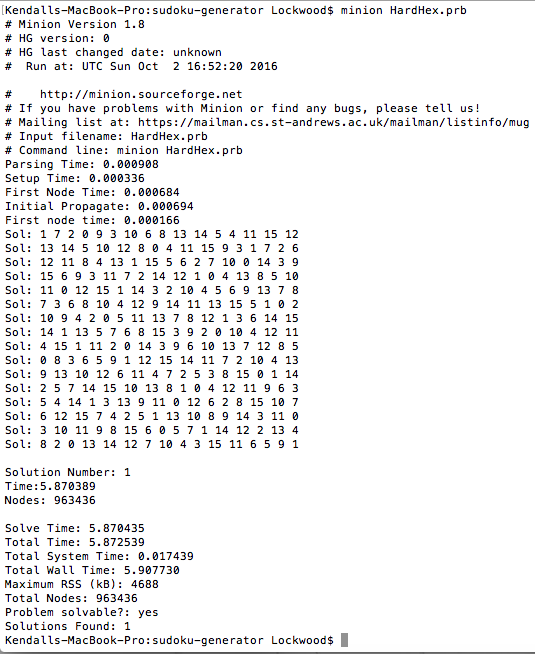 Kendalls-MacBook-Pro:sudoku-generator Lockwood$ minion HardHex.prb
# Minion Version 1.8
# HG version: 0
# HG last changed date: unknown
#  Run at: UTC Sun Oct  2 16:52:20 2016

#    http://minion.sourceforge.net
# If you have problems with Minion or find any bugs, please tell us!
# Mailing list at: https://mailman.cs.st-andrews.ac.uk/mailman/listinfo/mug
# Input filename: HardHex.prb
# Command line: minion HardHex.prb
Parsing Time: 0.000908
Setup Time: 0.000336
First Node Time: 0.000684
Initial Propagate: 0.000694
First node time: 0.000166
Sol: 1 7 2 0 9 3 10 6 8 13 14 5 4 11 15 12
Sol: 13 14 5 10 12 8 0 4 11 15 9 3 1 7 2 6
Sol: 12 11 8 4 13 1 15 5 6 2 7 10 0 14 3 9
Sol: 15 6 9 3 11 7 2 14 12 1 0 4 13 8 5 10
Sol: 11 0 12 15 1 14 3 2 10 4 5 6 9 13 7 8
Sol: 7 3 6 8 10 4 12 9 14 11 13 15 5 1 0 2
Sol: 10 9 4 2 0 5 11 13 7 8 12 1 3 6 14 15
Sol: 14 1 13 5 7 6 8 15 3 9 2 0 10 4 12 11
Sol: 4 15 1 11 2 0 14 3 9 6 10 13 7 12 8 5
Sol: 0 8 3 6 5 9 1 12 15 14 11 7 2 10 4 13
Sol: 9 13 10 12 6 11 4 7 2 5 3 8 15 0 1 14
Sol: 2 5 7 14 15 10 13 8 1 0 4 12 11 9 6 3
Sol: 5 4 14 1 3 13 9 11 0 12 6 2 8 15 10 7
Sol: 6 12 15 7 4 2 5 1 13 10 8 9 14 3 11 0
Sol: 3 10 11 9 8 15 6 0 5 7 1 14 12 2 13 4
Sol: 8 2 0 13 14 12 7 10 4 3 15 11 6 5 9 1

Solution Number: 1
Time:5.870389
Nodes: 963436

Solve Time: 5.870435
Total Time: 5.872539
Total System Time: 0.017439
Total Wall Time: 5.907730
Maximum RSS (kB): 4688
Total Nodes: 963436
Problem solvable?: yes
Solutions Found: 1
Kendalls-MacBook-Pro:sudoku-generator Lockwood$